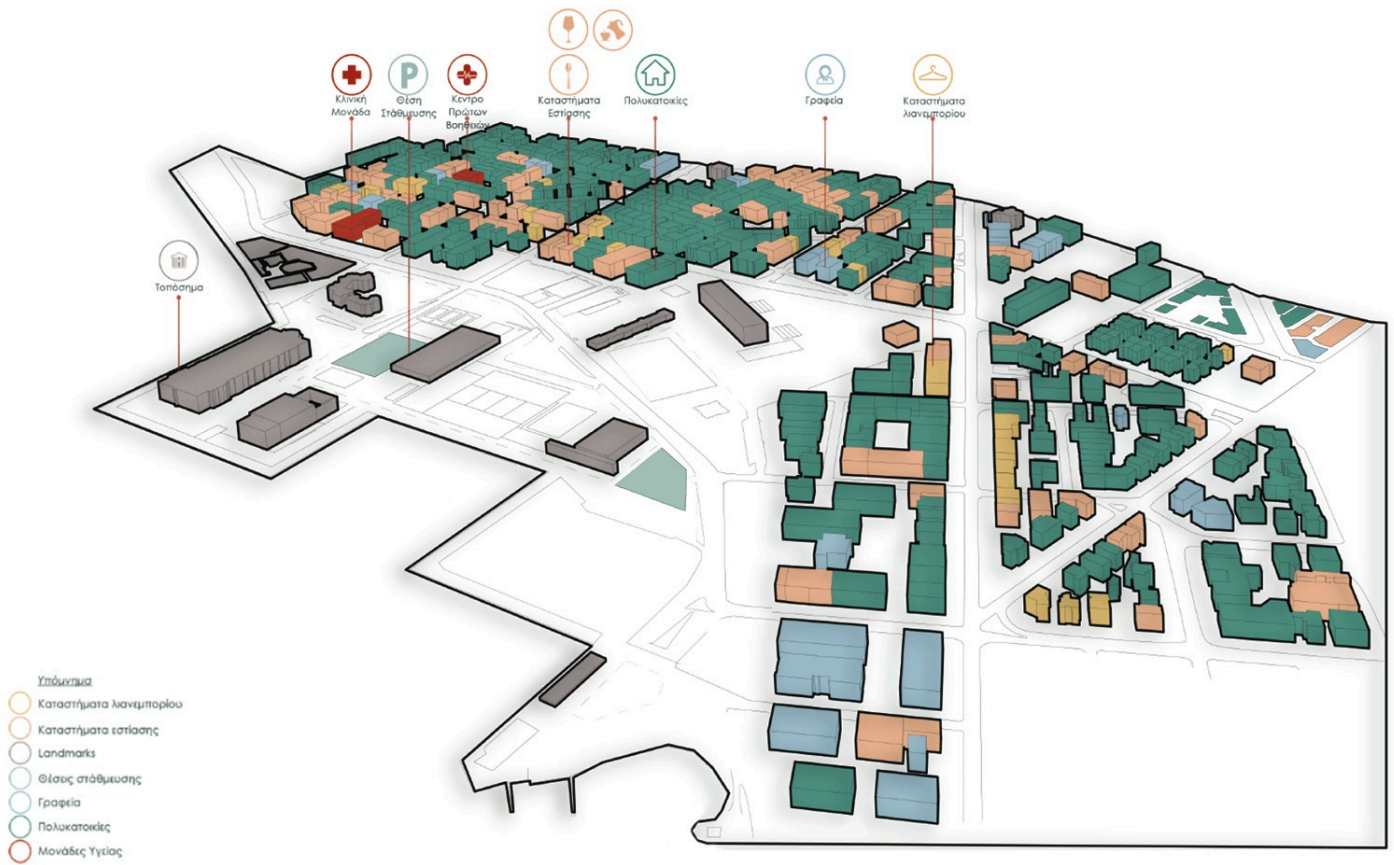 Κλινική
Μονάδα
P
Θέση
Στάθμευσης
Κεντρο
Πρώτων
Βοηθειών
Καταστήματα
Εστίασης
Πολυκατοικίες
Γραφεία
Καταστήματα
λιανεμπορίου
Τοπόσημα
Υπόμνημα
Καταστήματα λιανεμπορίου
Καταστήματα εστίασης
Landmarks
Θέσεις στάθμευσης
Γραφεία
Πολυκατοικίες
Μονάδες Υγείας